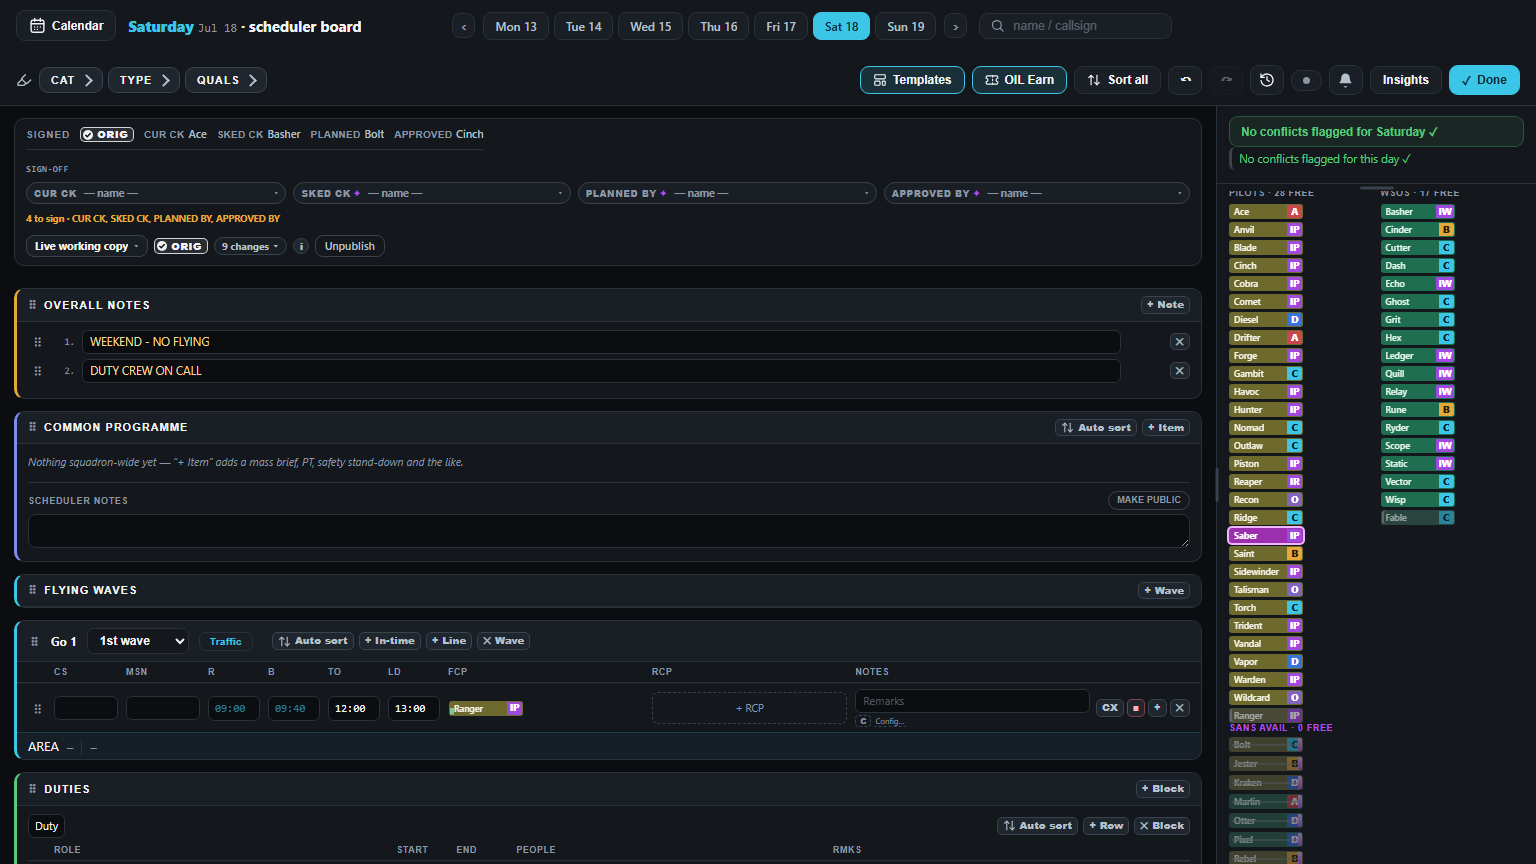 Calendar
Saturday Jul 18 · scheduler board
Mon 13
Tue 14
Wed 15
Thu 16
Fri 17
Sat 18
Sun 19
name / callsign
CAT
TYPE
QUALS
Templates
OIL Earn
Sort all
Insights
✓ Done
SIGNED ORIG CUR CK Ace SKED CK Basher PLANNED Bolt APPROVED Cinch
SIGN-OFF
CUR CK — name —
SKED CK — name —
PLANNED BY — name —
APPROVED BY — name —
4 to sign · CUR CK, SKED CK, PLANNED BY, APPROVED BY
Live working copy
ORIG
9 changes
i
Unpublish
OVERALL NOTES
+ Note
1. WEEKEND - NO FLYING
2. DUTY CREW ON CALL
COMMON PROGRAMME
Auto sort
+ Item
Nothing squadron-wide yet — "+ Item" adds a mass brief, PT, safety stand-down and the like.
SCHEDULER NOTES
MAKE PUBLIC
FLYING WAVES
+ Wave
Go 1
1st wave
Traffic
Auto sort
+ In-time
+ Line
× Wave
CS MSN R B TO LD FCP RCP NOTES
09:00 09:40 12:00 13:00 Ranger IP + RCP Remarks
CX
C Config...
AREA – –
DUTIES
+ Block
Duty
Auto sort
+ Row
× Block
ROLE START END PEOPLE RMKS
No conflicts flagged for Saturday ✓
No conflicts flagged for this day ✓
PILOTS · 28 FREE
Ace A
Anvil IP
Blade IP
Cinch IP
Cobra IP
Comet IP
Diesel D
Drifter A
Forge IP
Gambit C
Havoc IP
Hunter IP
Nomad C
Outlaw C
Piston IP
Reaper IR
Recon O
Ridge C
Saber IP
Saint B
Sidewinder IP
Talisman O
Torch C
Trident IP
Vandal IP
Vapor D
Warden IP
Wildcard O
Ranger IP
WSOS · 17 FREE
Basher IW
Cinder B
Cutter C
Dash C
Echo IW
Ghost C
Grit C
Hex C
Ledger IW
Quill IW
Relay IW
Rune B
Ryder C
Scope IW
Static IW
Vector C
Wisp C
Fable C
SANS AVAIL · 0 FREE
Bolt C
Jester B
Kraken D
Marlin A
Otter D
Pixel D
Rebel B